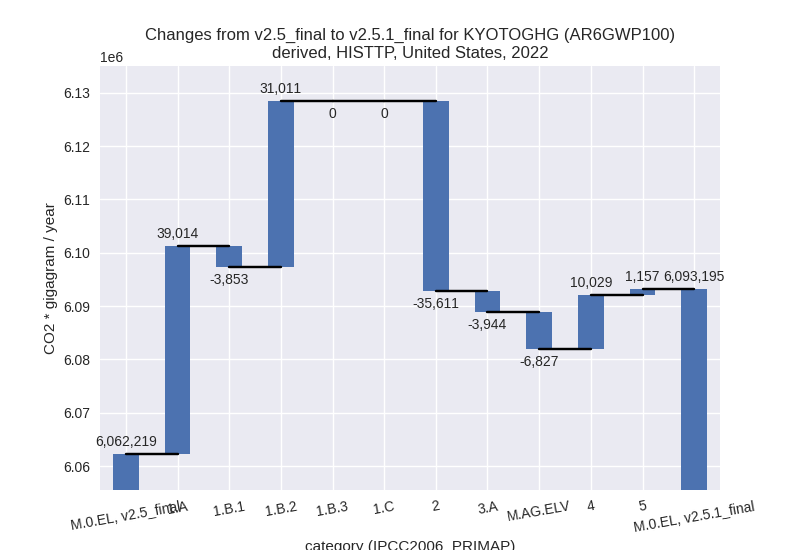 Changes from v2.5_final to v2.5.1_final for KYOTOGHG (AR6GWP100)
derived, HISTTP, United States, 2022
1e6
6.13
6.12
6.11
6.10
6.09
6.08
6.07
6.06
CO2 * gigagram / year
6,062,219
39,014
-3,853
31,011
0
0
-35,611
-3,944
-6,827
10,029
1,157
6,093,195
M.0.EL, v2.5_final
1.A
1.B.1
1.B.2
1.B.3
1.C
2
3.A
M.AG.ELV
4
5
M.0.EL, v2.5.1_final
category (IPCC2006_PRIMAP)